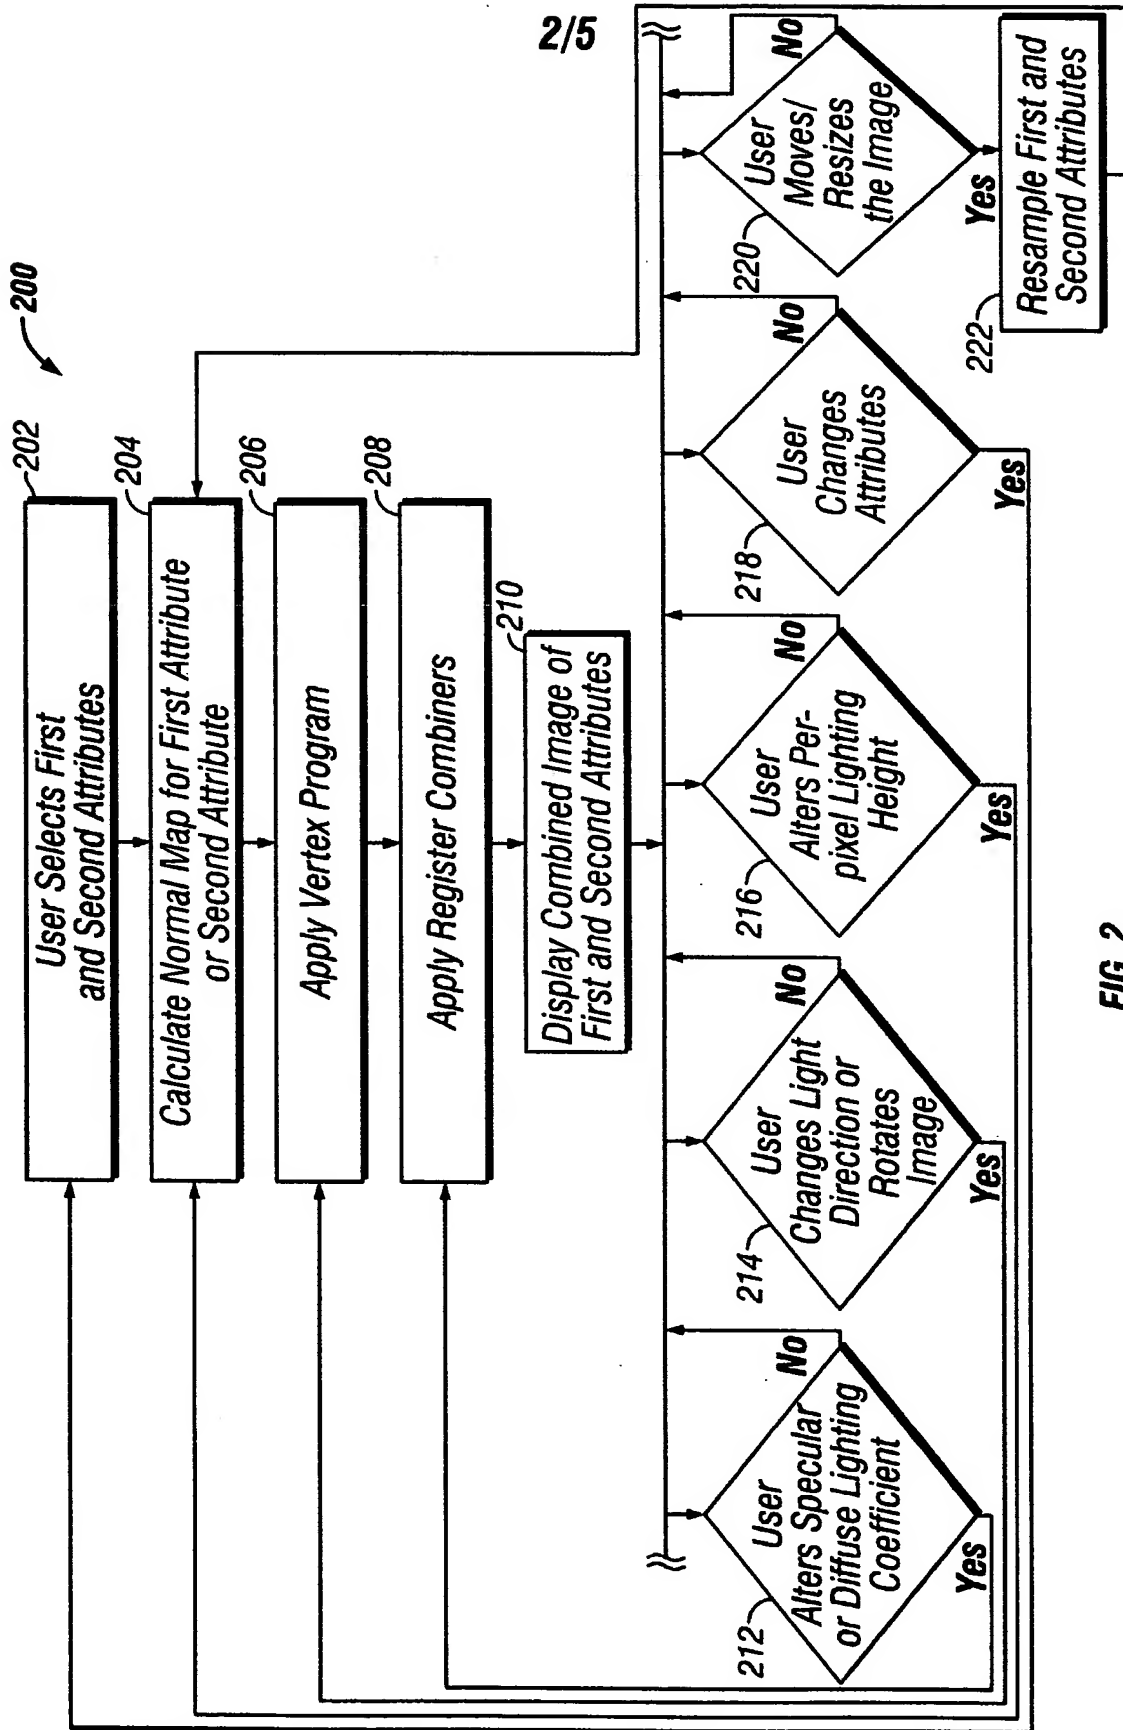 2/5
200
202
User Selects First
and Second Attributes
204
Calculate Normal Map for First Attribute
or Second Attribute
206
Apply Vertex Program
208
Apply Register Combiners
210
Display Combined Image of
First and Second Attributes
212
User
Alters Specular
or Diffuse Lighting
Coefficient
No
Yes
214
User
Changes Light
Direction or
Rotates
Image
No
Yes
216
User
Alters Per-
pixel Lighting
Height
No
Yes
218
User
Changes
Attributes
No
Yes
220
User
Moves/
Resizes
the Image
No
Yes
222
Resample First and
Second Attributes
FIG. 2